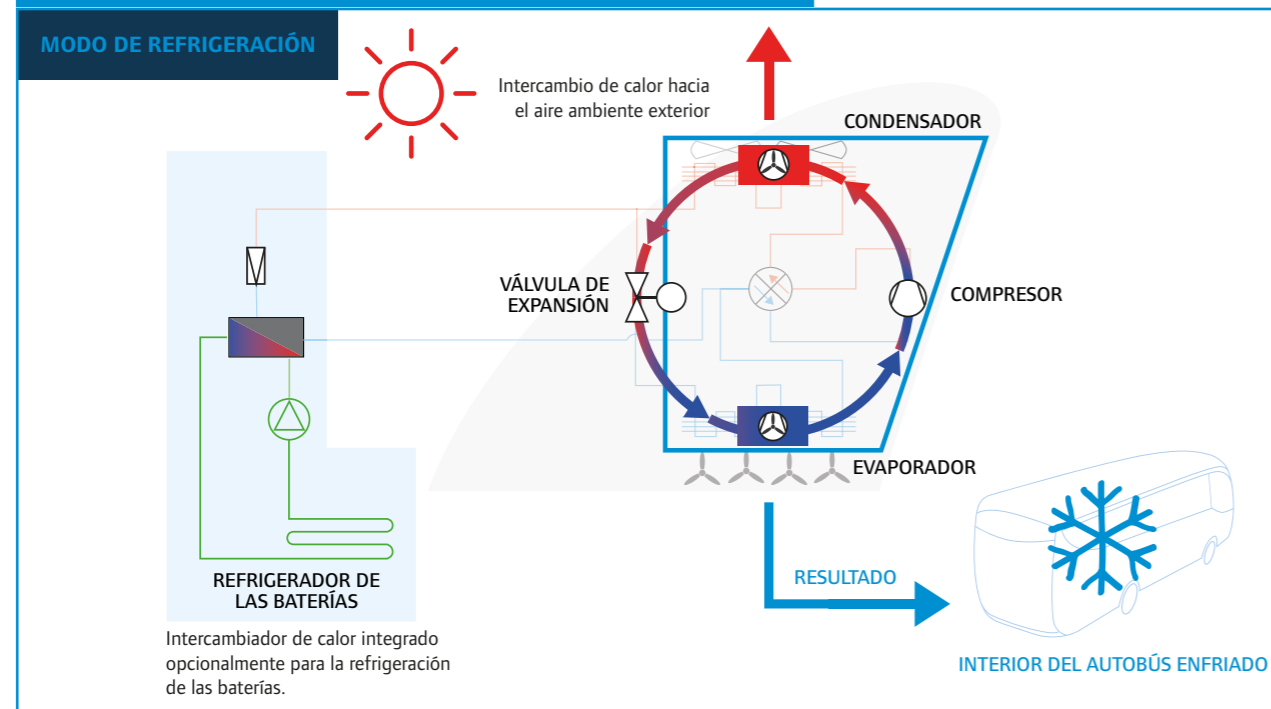 MODO DE REFRIGERACIÓN
Intercambio de calor hacia
el aire ambiente exterior
CONDENSADOR
VÁLVULA DE
EXPANSIÓN
COMPRESOR
EVAPORADOR
REFRIGERADOR DE
LAS BATERÍAS
Intercambiador de calor integrado
opcionalmente para la refrigeración
de las baterías.
RESULTADO
INTERIOR DEL AUTOBÚS ENFRIADO